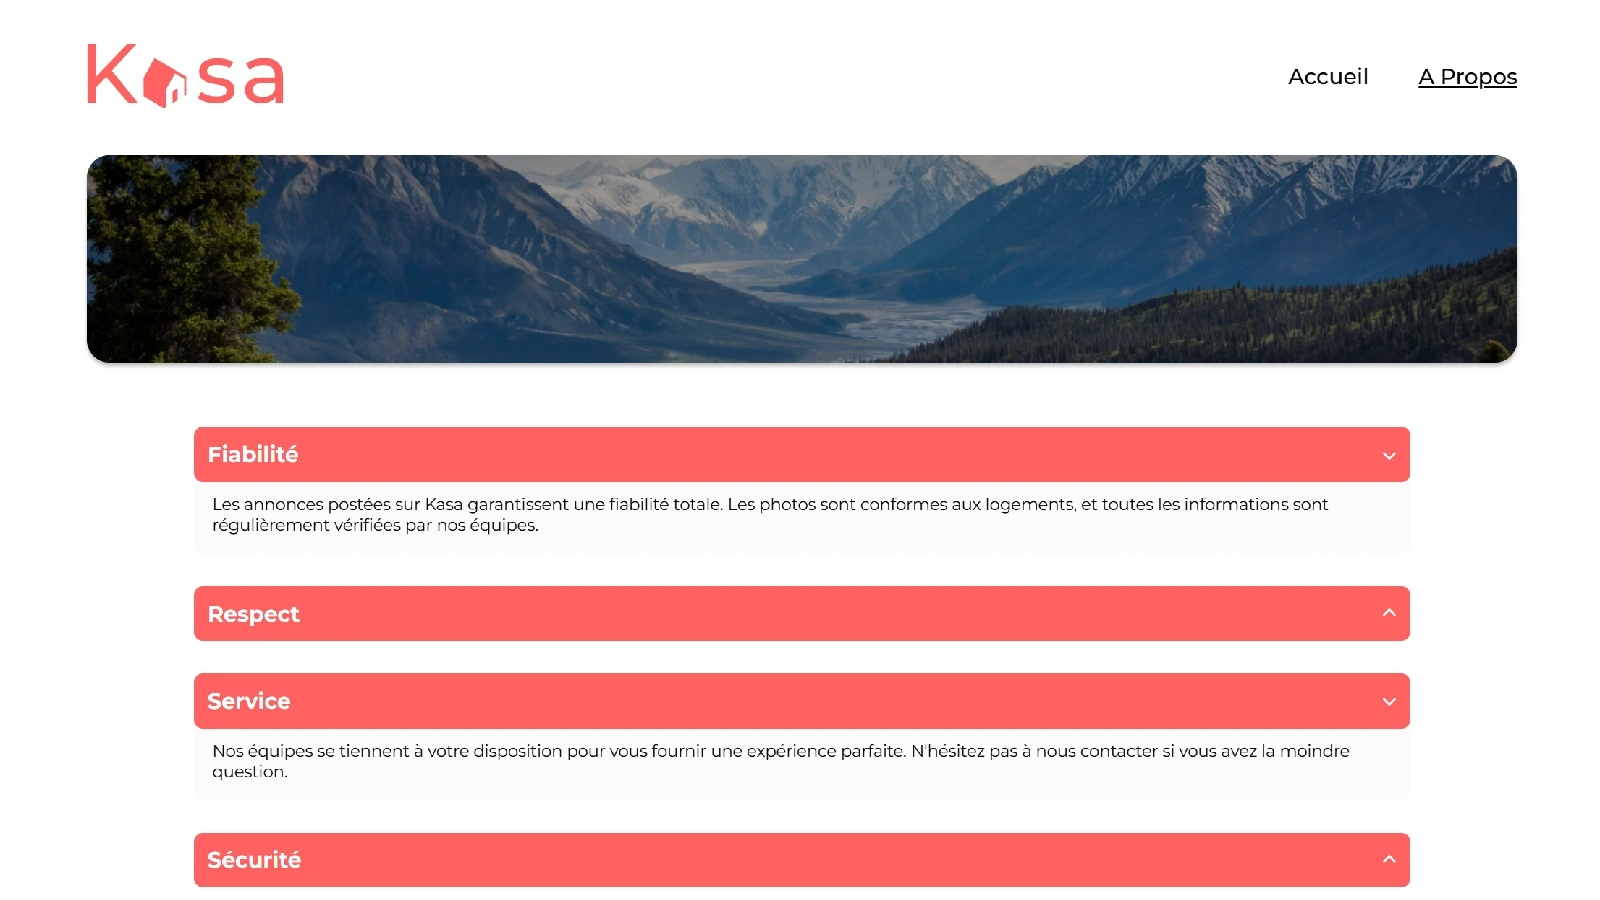 Kasa
Accueil
A Propos
Fiabilité
Les annonces postées sur Kasa garantissent une fiabilité totale. Les photos sont conformes aux logements, et toutes les informations sont
régulièrement vérifiées par nos équipes.
Respect
Service
Nos équipes se tiennent à votre disposition pour vous fournir une expérience parfaite. N'hésitez pas à nous contacter si vous avez la moindre
question.
Sécurité